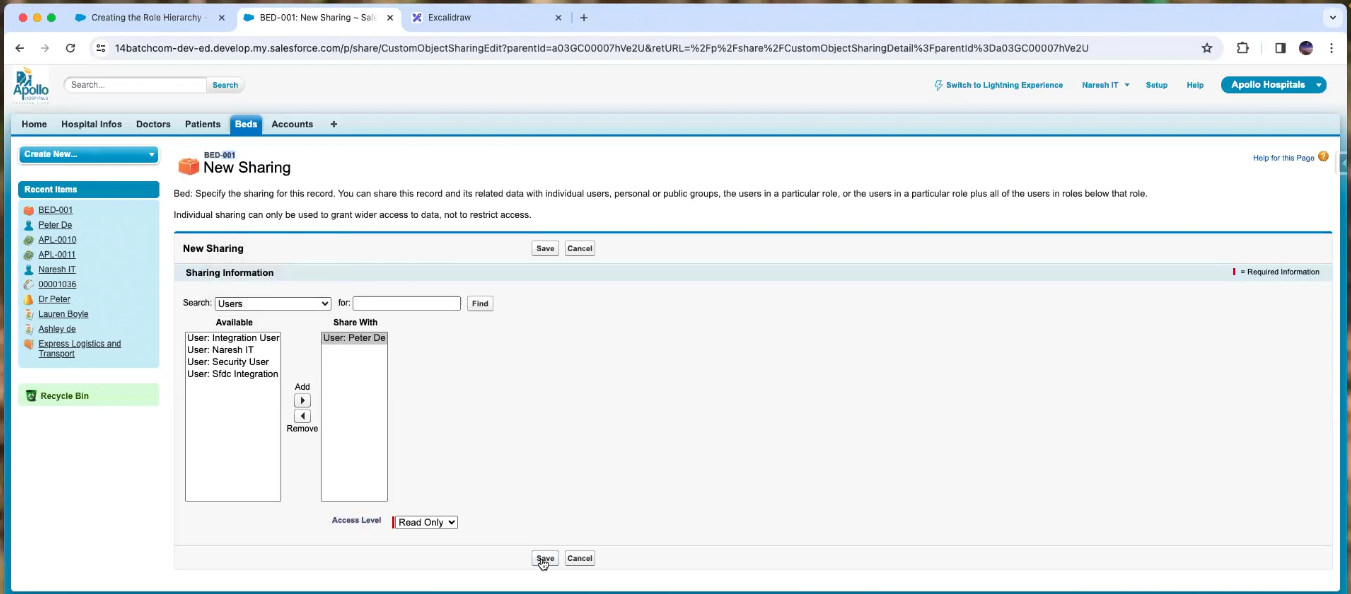 Creating the Role Hierarchy
BED-001: New Sharing ~ Sale
Excalidraw
14batchcom-dev-ed.develop.my.salesforce.com/p/share/CustomObjectSharingEdit?parentId=a03GC00007hVe2U&retURL=%2Fp%2Fshare%2FCustomObjectSharingDetail%3FparentId%3Da03GC00007hVe2U
Apollo
HOSPITALS
Search...
Search
Switch to Lightning Experience
Naresh IT
Setup
Help
Apollo Hospitals
Home
Hospital Infos
Doctors
Patients
Beds
Accounts
+
Create New...
Recent Items
BED-001
Peter De
APL-0010
APL-0011
Naresh IT
00001036
Dr Peter
Lauren Boyle
Ashley de
Express Logistics and
Transport
Recycle Bin
BED-001
New Sharing
Help for this Page
Bed: Specify the sharing for this record. You can share this record and its related data with individual users, personal or public groups, the users in a particular role, or the users in a particular role plus all of the users in roles below that role.
Individual sharing can only be used to grant wider access to data, not to restrict access.
New Sharing
Save
Cancel
Sharing Information
= Required Information
Search:
Users
for:
Find
Available
Share With
User: Integration User
User: Naresh IT
User: Security User
User: Sfdc Integration
User: Peter De
Add
Remove
Access Level
Read Only
Save
Cancel